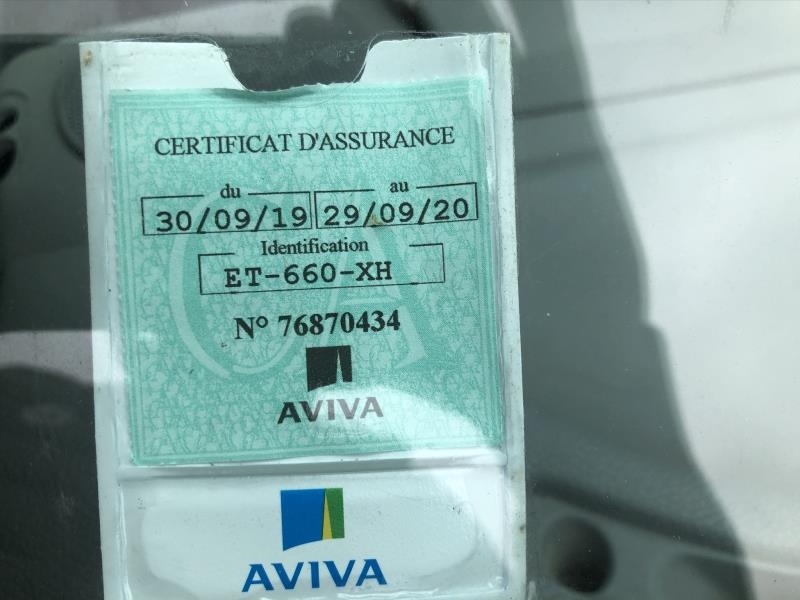 CERTIFICAT D'ASSURANCE
du au
30/09/19 29/09/20
Identification
ET-660-XH
N° 76870434
AVIVA
AVIVA